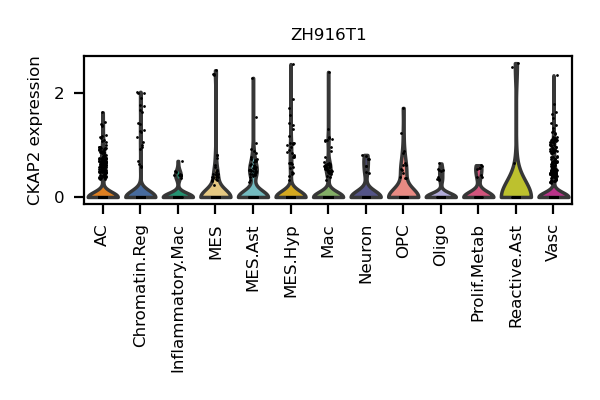 ZH916T1
CKAP2 expression
2
0
AC
Chromatin.Reg
Inflammatory.Mac
MES
MES.Ast
MES.Hyp
Mac
Neuron
OPC
Oligo
Prolif.Metab
Reactive.Ast
Vasc